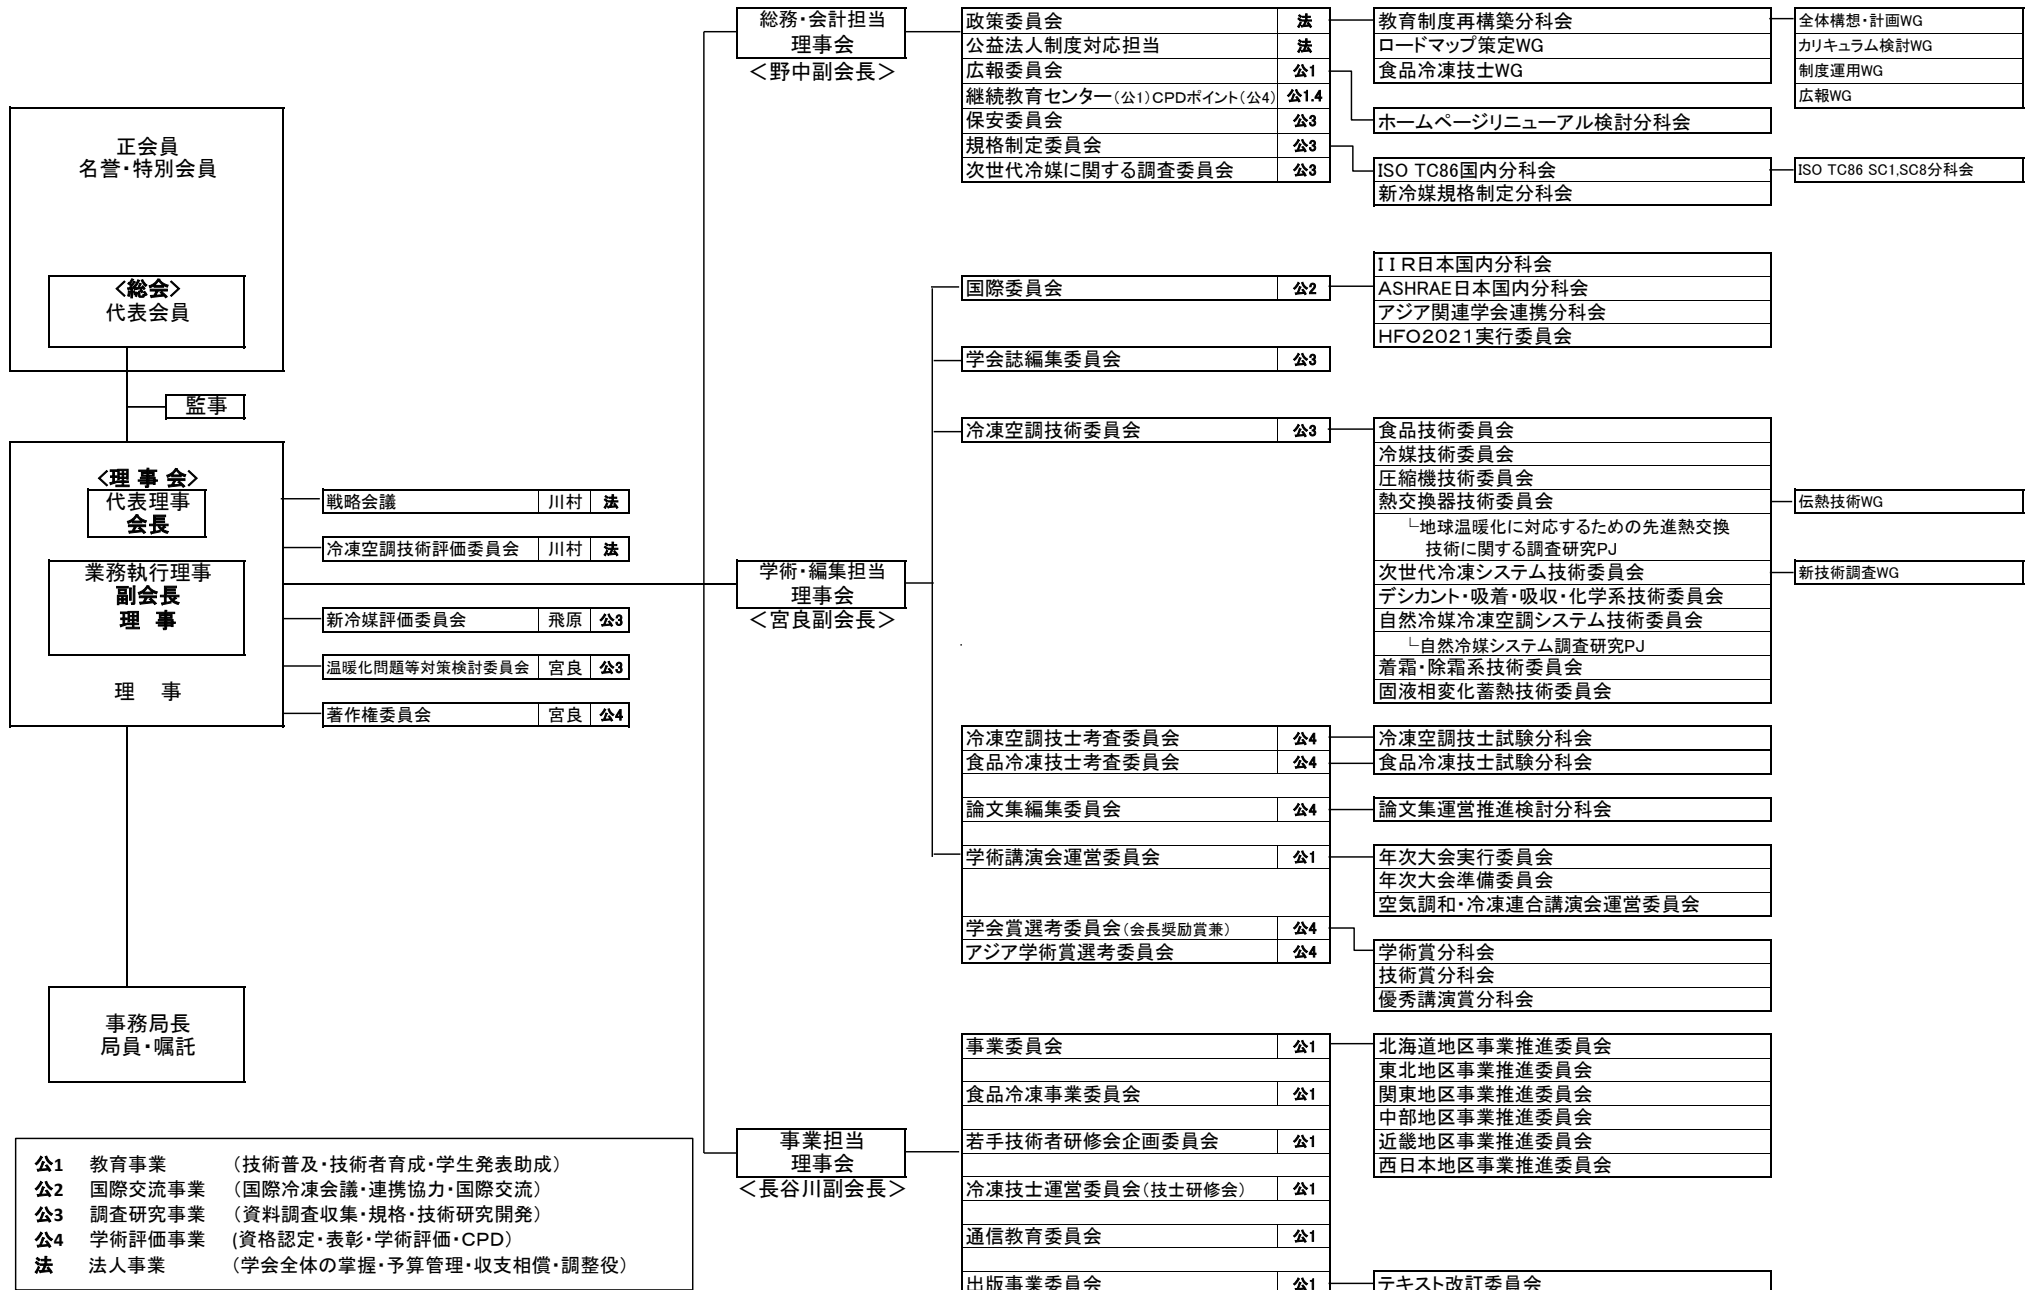 正会員
名誉・特別会員
<総会>
代表会員
監事
<理 事 会>
代表理事
会長
業務執行理事
副会長
理 事
理 事
事務局長
局員・嘱託
戦略会議 川村 法
冷凍空調技術評価委員会 川村 法
新冷媒評価委員会 飛原 公3
温暖化問題等対策検討委員会 宮良 公3
著作権委員会 宮良 公4
総務・会計担当
理事会
＜野中副会長＞
政策委員会 法
公益法人制度対応担当 法
広報委員会 公1
継続教育センター（公1）CPDポイント（公4） 公1.4
保安委員会 公3
規格制定委員会 公3
次世代冷媒に関する調査委員会 公3
教育制度再構築分科会
ロードマップ策定WG
食品冷凍技士WG
ホームページリニューアル検討分科会
ISO TC86国内分科会
新冷媒規格制定分科会
全体構想・計画WG
カリキュラム検討WG
制度運用WG
広報WG
ISO TC86 SC1,SC8分科会
学術・編集担当
理事会
＜宮良副会長＞
国際委員会 公2
学会誌編集委員会 公3
冷凍空調技術委員会 公3
ＩＩＲ日本国内分科会
ASHRAE日本国内分科会
アジア関連学会連携分科会
HFO2021実行委員会
食品技術委員会
冷媒技術委員会
圧縮機技術委員会
熱交換器技術委員会
└地球温暖化に対応するための先進熱交換
技術に関する調査研究PJ
次世代冷凍システム技術委員会
デシカント・吸着・吸収・化学系技術委員会
自然冷媒冷凍空調システム技術委員会
└自然冷媒システム調査研究PJ
着霜・除霜系技術委員会
固液相変化蓄熱技術委員会
伝熱技術WG
新技術調査WG
冷凍空調技士考査委員会 公4
食品冷凍技士考査委員会 公4
論文集編集委員会 公4
学術講演会運営委員会 公1
学会賞選考委員会（会長奨励賞兼） 公4
アジア学術賞選考委員会 公4
冷凍空調技士試験分科会
食品冷凍技士試験分科会
論文集運営推進検討分科会
年次大会実行委員会
年次大会準備委員会
空気調和・冷凍連合講演会運営委員会
学術賞分科会
技術賞分科会
優秀講演賞分科会
事業担当
理事会
＜長谷川副会長＞
事業委員会 公1
食品冷凍事業委員会 公1
若手技術者研修会企画委員会 公1
冷凍技士運営委員会（技士研修会） 公1
通信教育委員会 公1
出版事業委員会 公1
北海道地区事業推進委員会
東北地区事業推進委員会
関東地区事業推進委員会
中部地区事業推進委員会
近畿地区事業推進委員会
西日本地区事業推進委員会
テキスト改訂委員会
公1 教育事業 （技術普及・技術者育成・学生発表助成）
公2 国際交流事業 （国際冷凍会議・連携協力・国際交流）
公3 調査研究事業 （資料調査収集・規格・技術研究開発）
公4 学術評価事業 (資格認定・表彰・学術評価・CPD）
法 法人事業 （学会全体の掌握・予算管理・収支相償・調整役）